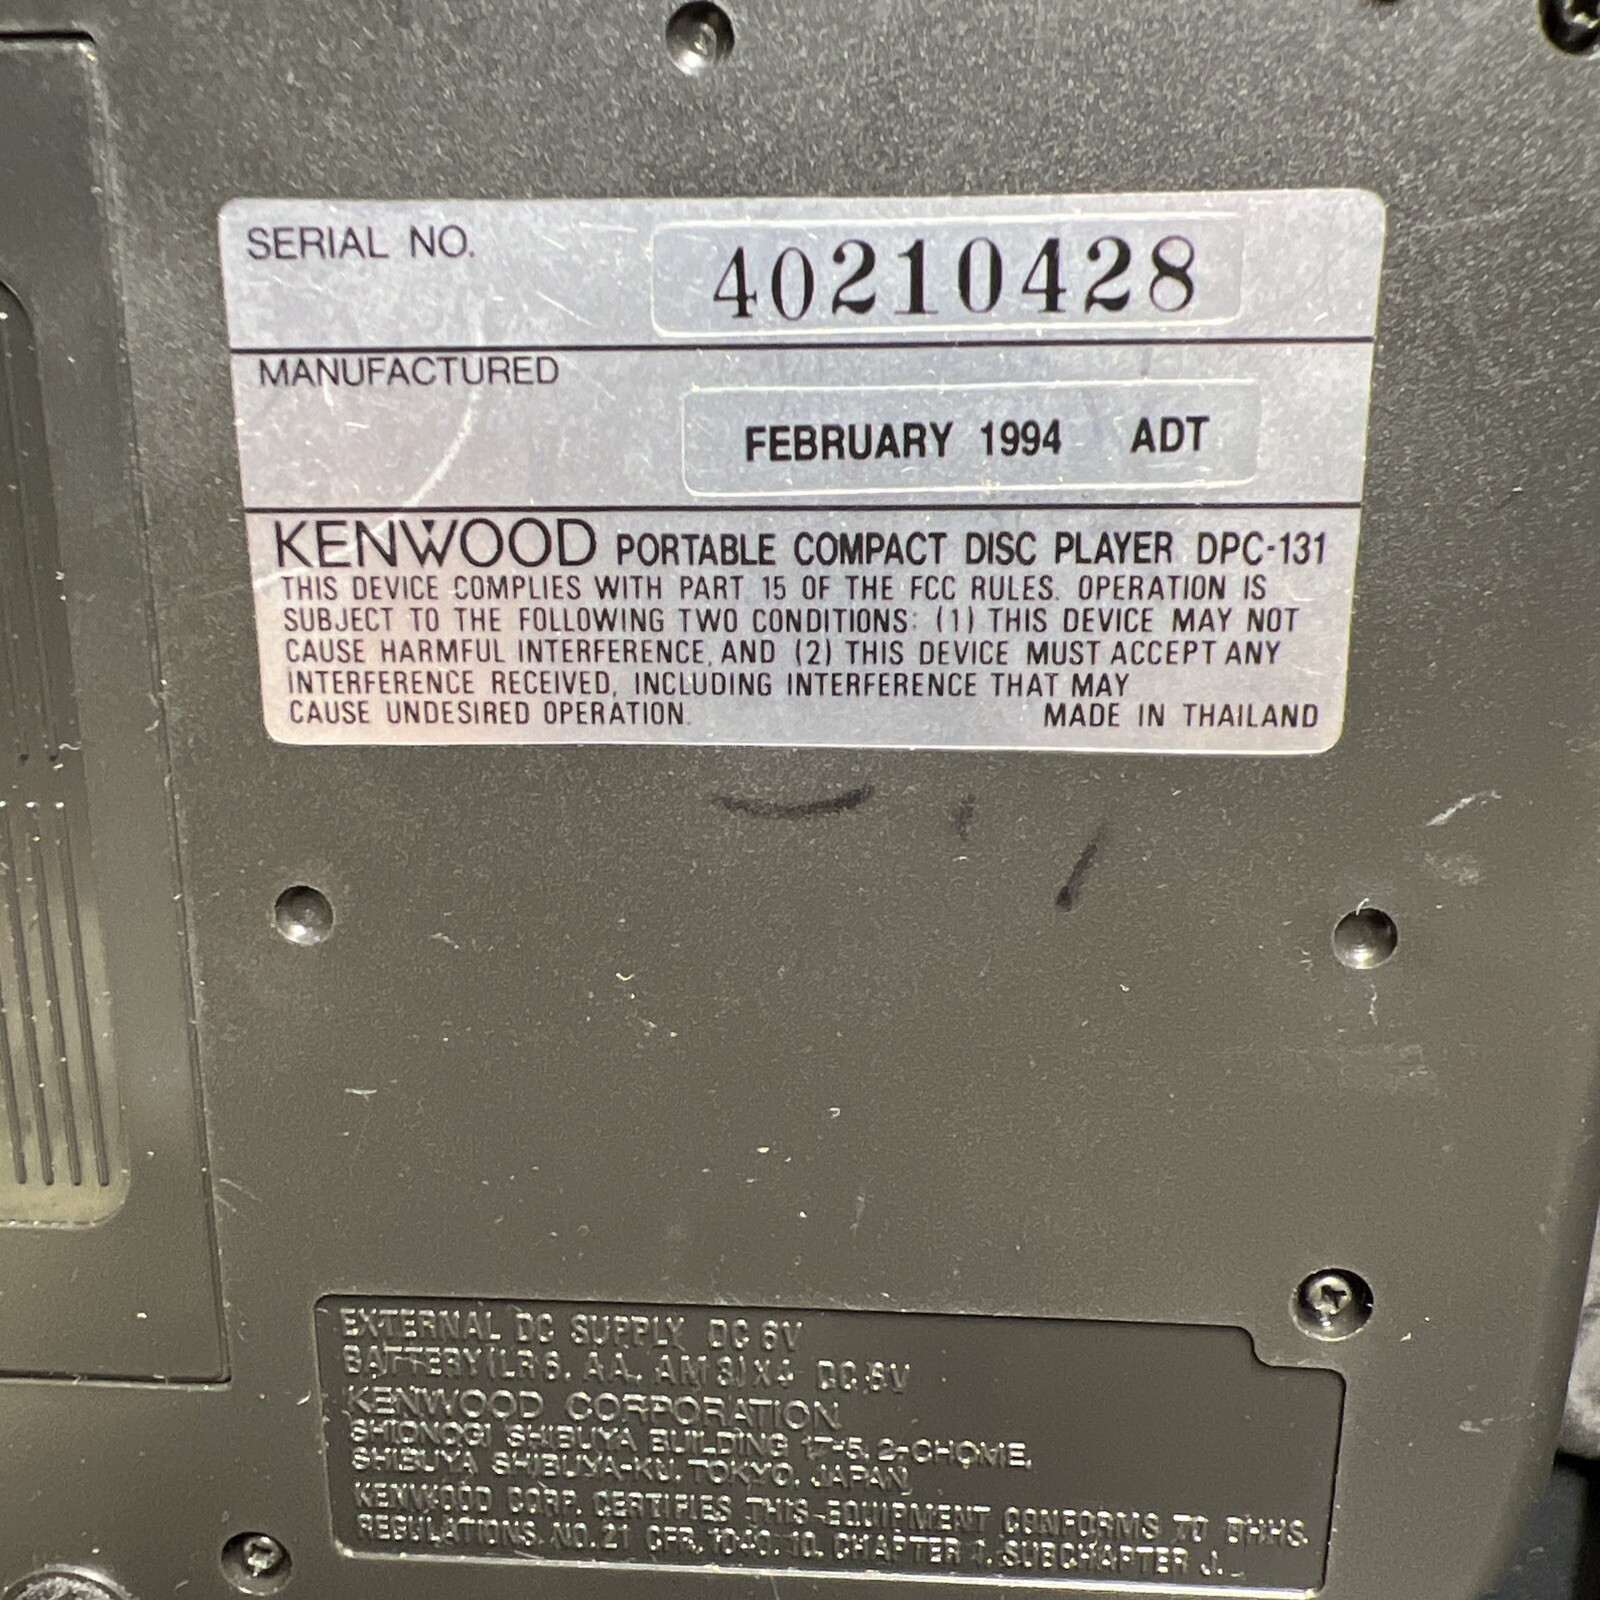 SERIAL NO. 40210428
MANUFACTURED
FEBRUARY 1994 ADT
KENWOOD PORTABLE COMPACT DISC PLAYER DPC-131
THIS DEVICE COMPLIES WITH PART 15 OF THE FCC RULES. OPERATION IS
SUBJECT TO THE FOLLOWING TWO CONDITIONS: (1) THIS DEVICE MAY NOT
CAUSE HARMFUL INTERFERENCE, AND (2) THIS DEVICE MUST ACCEPT ANY
INTERFERENCE RECEIVED, INCLUDING INTERFERENCE THAT MAY
CAUSE UNDESIRED OPERATION. MADE IN THAILAND
EXTERNAL DC SUPPLY DC 6V
BATTERY (LR6, AA, AM 3) X4 DC 6V
KENWOOD CORPORATION
SHIONOGI SHIBUYA BUILDING 17-5, 2-CHOME,
SHIBUYA SHIBUYA-KU, TOKYO, JAPAN
KENWOOD CORP. CERTIFIES THIS EQUIPMENT CONFORMS TO DHHS.
REGULATIONS. NO. 21 CFR. 1040. 10, CHAPTER 1, SUBCHAPTER J.